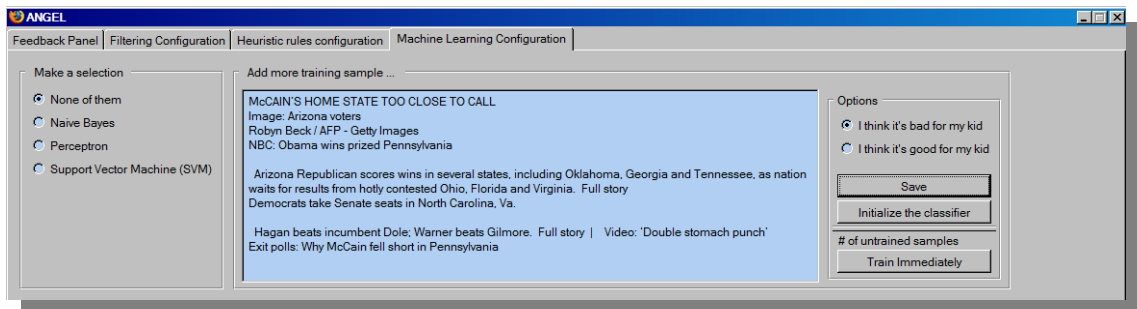 ANGEL
Feedback Panel Filtering Configuration Heuristic rules configuration Machine Learning Configuration
Make a selection
None of them
Naive Bayes
Perceptron
Support Vector Machine (SVM)
Add more training sample ...
McCAIN'S HOME STATE TOO CLOSE TO CALL
Image: Arizona voters
Robyn Beck / AFP - Getty Images
NBC: Obama wins prized Pennsylvania
Arizona Republican scores wins in several states, including Oklahoma, Georgia and Tennessee, as nation
waits for results from hotly contested Ohio, Florida and Virginia. Full story
Democrats take Senate seats in North Carolina, Va.
Hagan beats incumbent Dole; Warner beats Gilmore. Full story | Video: 'Double stomach punch'
Exit polls: Why McCain fell short in Pennsylvania
Options
I think it's bad for my kid
I think it's good for my kid
Save
Initialize the classifier
# of untrained samples
Train Immediately